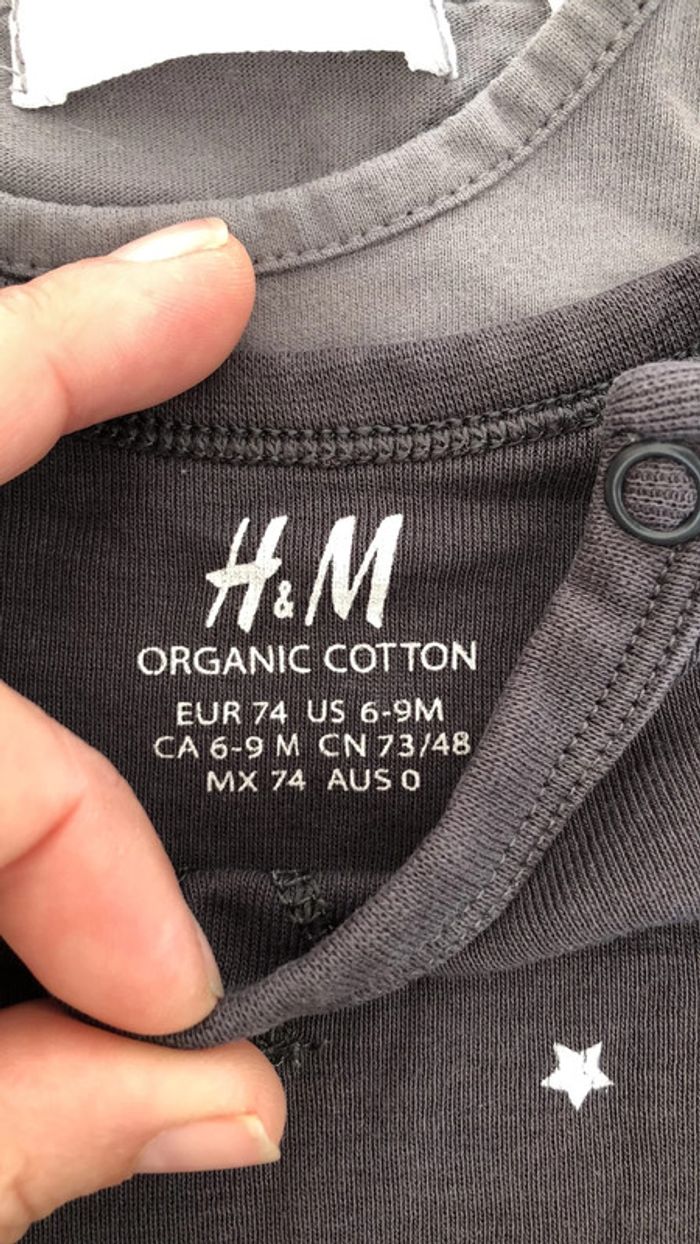 H&M
ORGANIC COTTON
EUR 74 US 6-9M
CA 6-9 M CN 73/48
MX 74 AUS 0